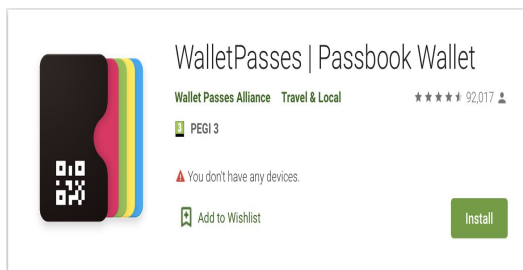 WalletPasses | Passbook Wallet
Wallet Passes Alliance Travel & Local 92,017
3 PEGI 3
You don't have any devices.
Add to Wishlist Install